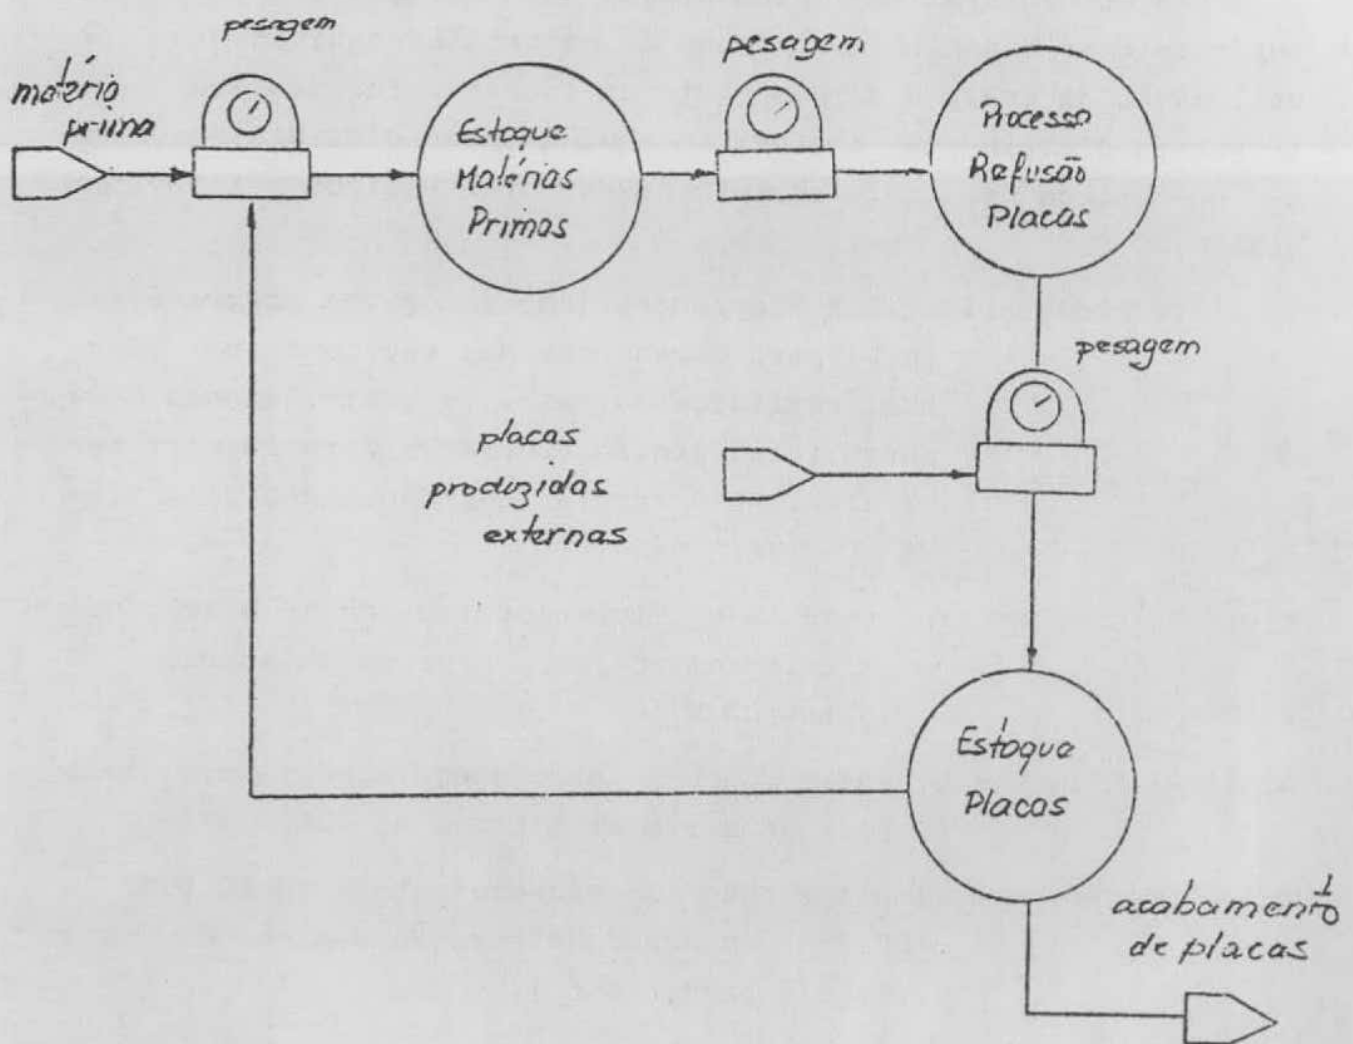 pesagem
matéria
prima
Estoque
Matérias
Primas
pesagem
Processo
Refusão
Placas
pesagem
placas
produzidas
externas
Estoque
Placas
acabamento
de placas